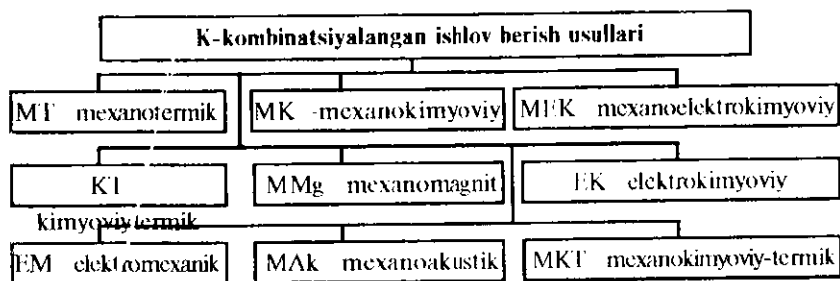 K-kombinatsiyalangan ishlov berish usullari
MT mexanotermik
MK -mexanokimyoviy
MEK mexanoelektrokimyoviy
KT
kimyoviy-termik
MMg mexanomagnit
EK elektrokimyoviy
EM elektromexanik
MAk mexanoakustik
MKT mexanokimyoviy-termik